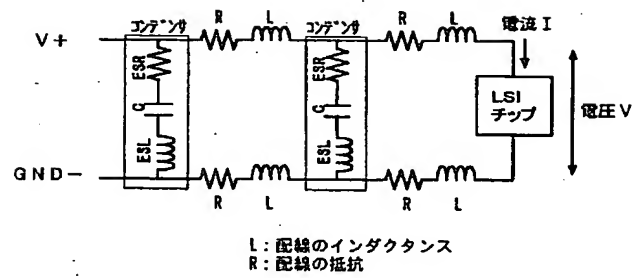 コンデンサ R L コンデンサ R L 電流 I
V+
ESR
C
ESL
ESR
C
ESL
LSI
チップ
電圧 V
GND-
R L R L
L:配線のインダクタンス
R:配線の抵抗